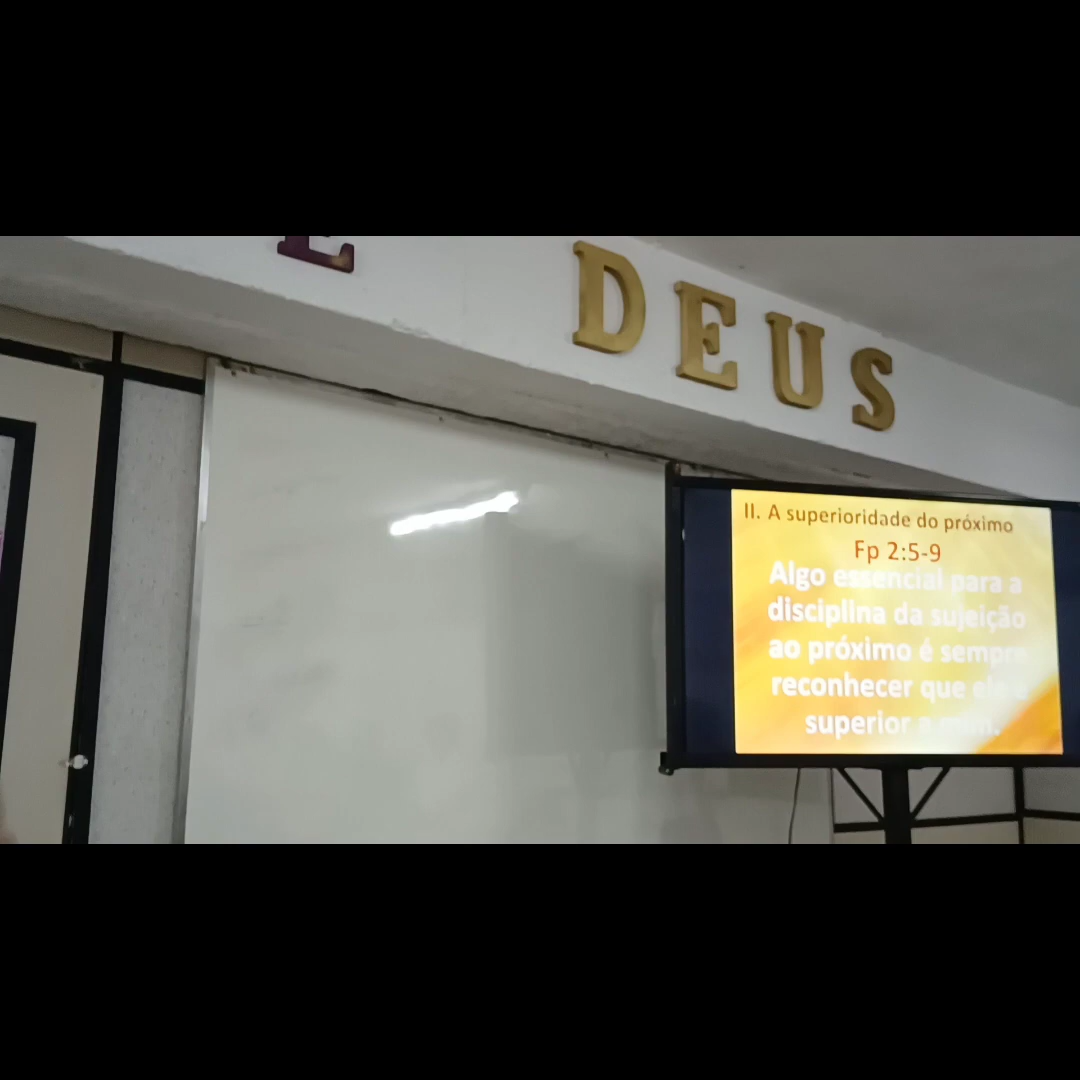 E DEUS
II. A superioridade do próximo
Fp 2:5-9
Algo essencial para a
disciplina da sujeição
ao próximo é sempre
reconhecer que ele é
superior a mim.